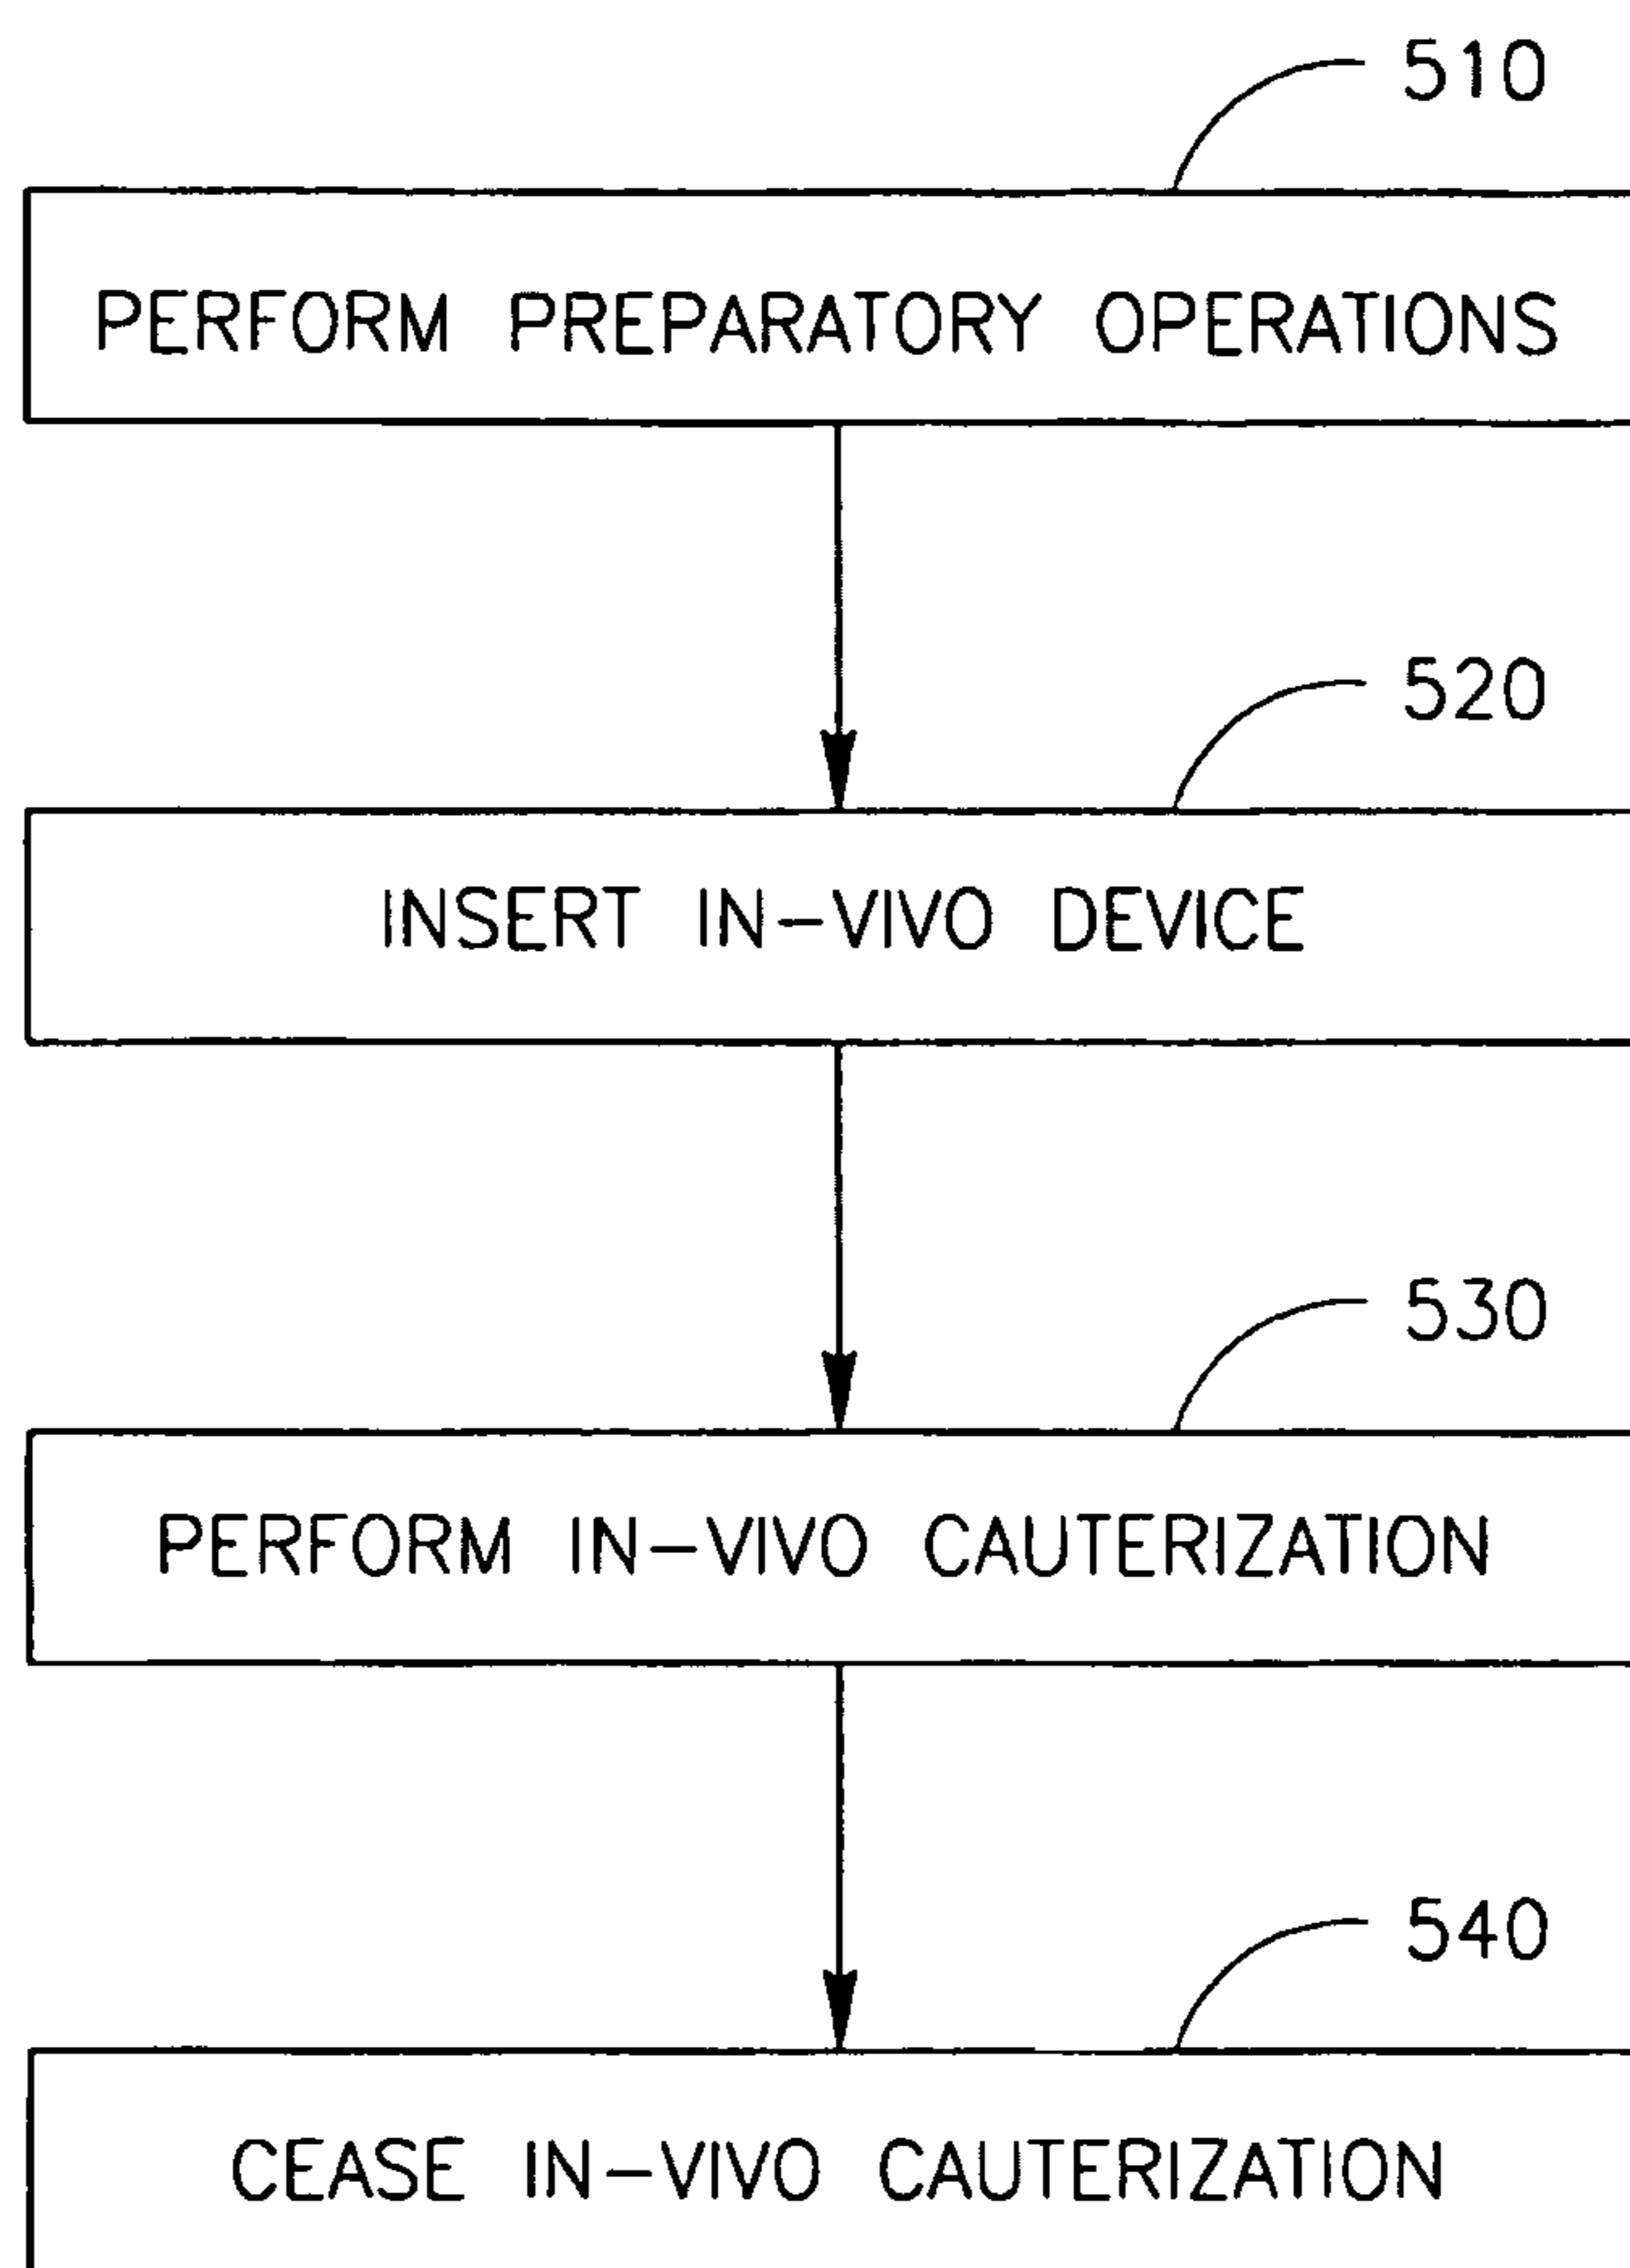 510
PERFORM PREPARATORY OPERATIONS
520
INSERT IN-VIVO DEVICE
530
PERFORM IN-VIVO CAUTERIZATION
540
CEASE IN-VIVO CAUTERIZATION